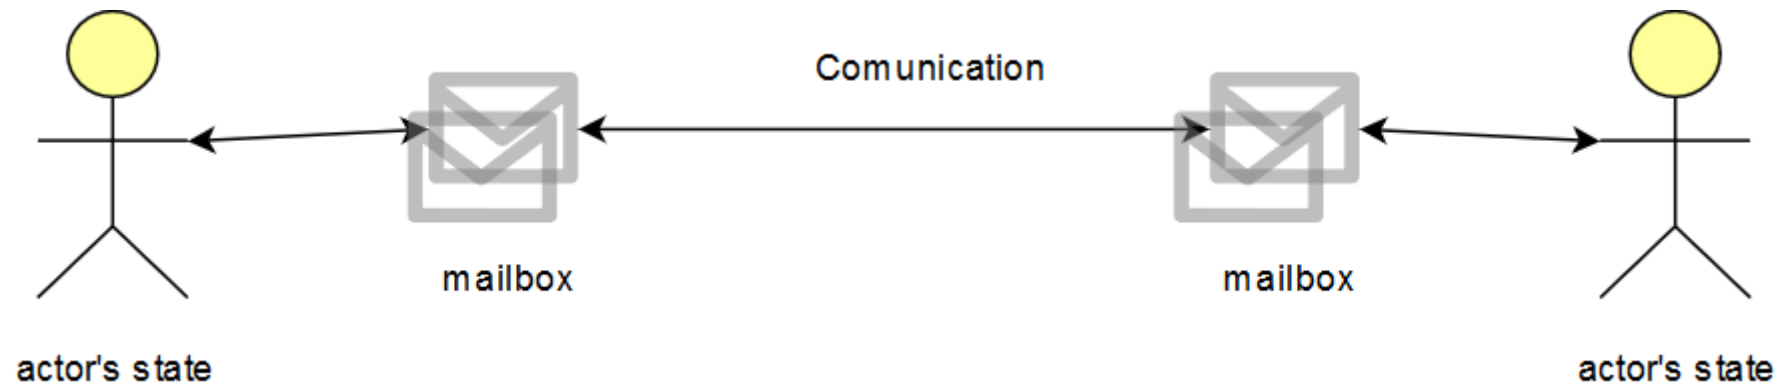 Comunication
mailbox
mailbox
actor's state
actor's state